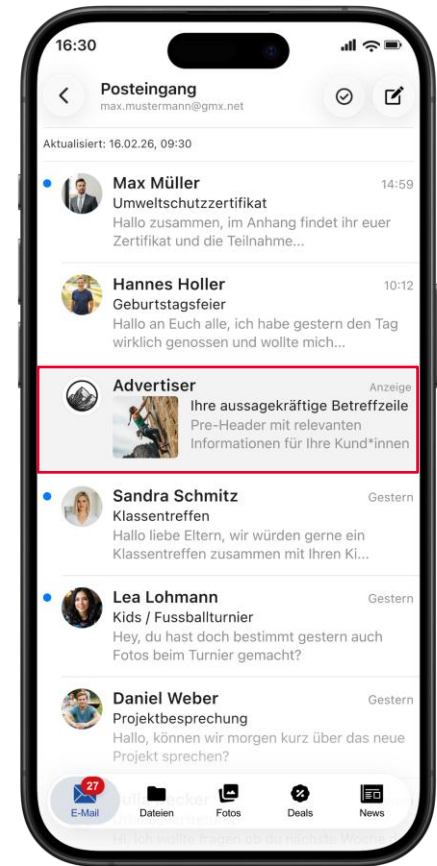 16:30
Posteingang
max.mustermann@gmx.net
Aktualisiert: 16.02.26, 09:30
Max Müller 14:59
Umweltschutzzertifikat
Hallo zusammen, im Anhang findet ihr euer
Zertifikat und die Teilnahme...
Hannes Holler 10:12
Geburtstagsfeier
Hallo an Euch alle, ich habe gestern den Tag
wirklich genossen und wollte mich...
Advertiser Anzeige
Ihre aussagekräftige Betreffzeile
Pre-Header mit relevanten
Informationen für Ihre Kund*innen
Sandra Schmitz Gestern
Klassentreffen
Hallo liebe Eltern, wir würden gerne ein
Klassentreffen zusammen mit Ihren Ki...
Lea Lohmann Gestern
Kids / Fussballturnier
Hey, du hast doch bestimmt gestern auch
Fotos beim Turnier gemacht?
Daniel Weber Gestern
Projektbesprechung
Hallo, können wir morgen kurz über das neue
Projekt sprechen?
27
E-Mail Dateien Fotos Deals News